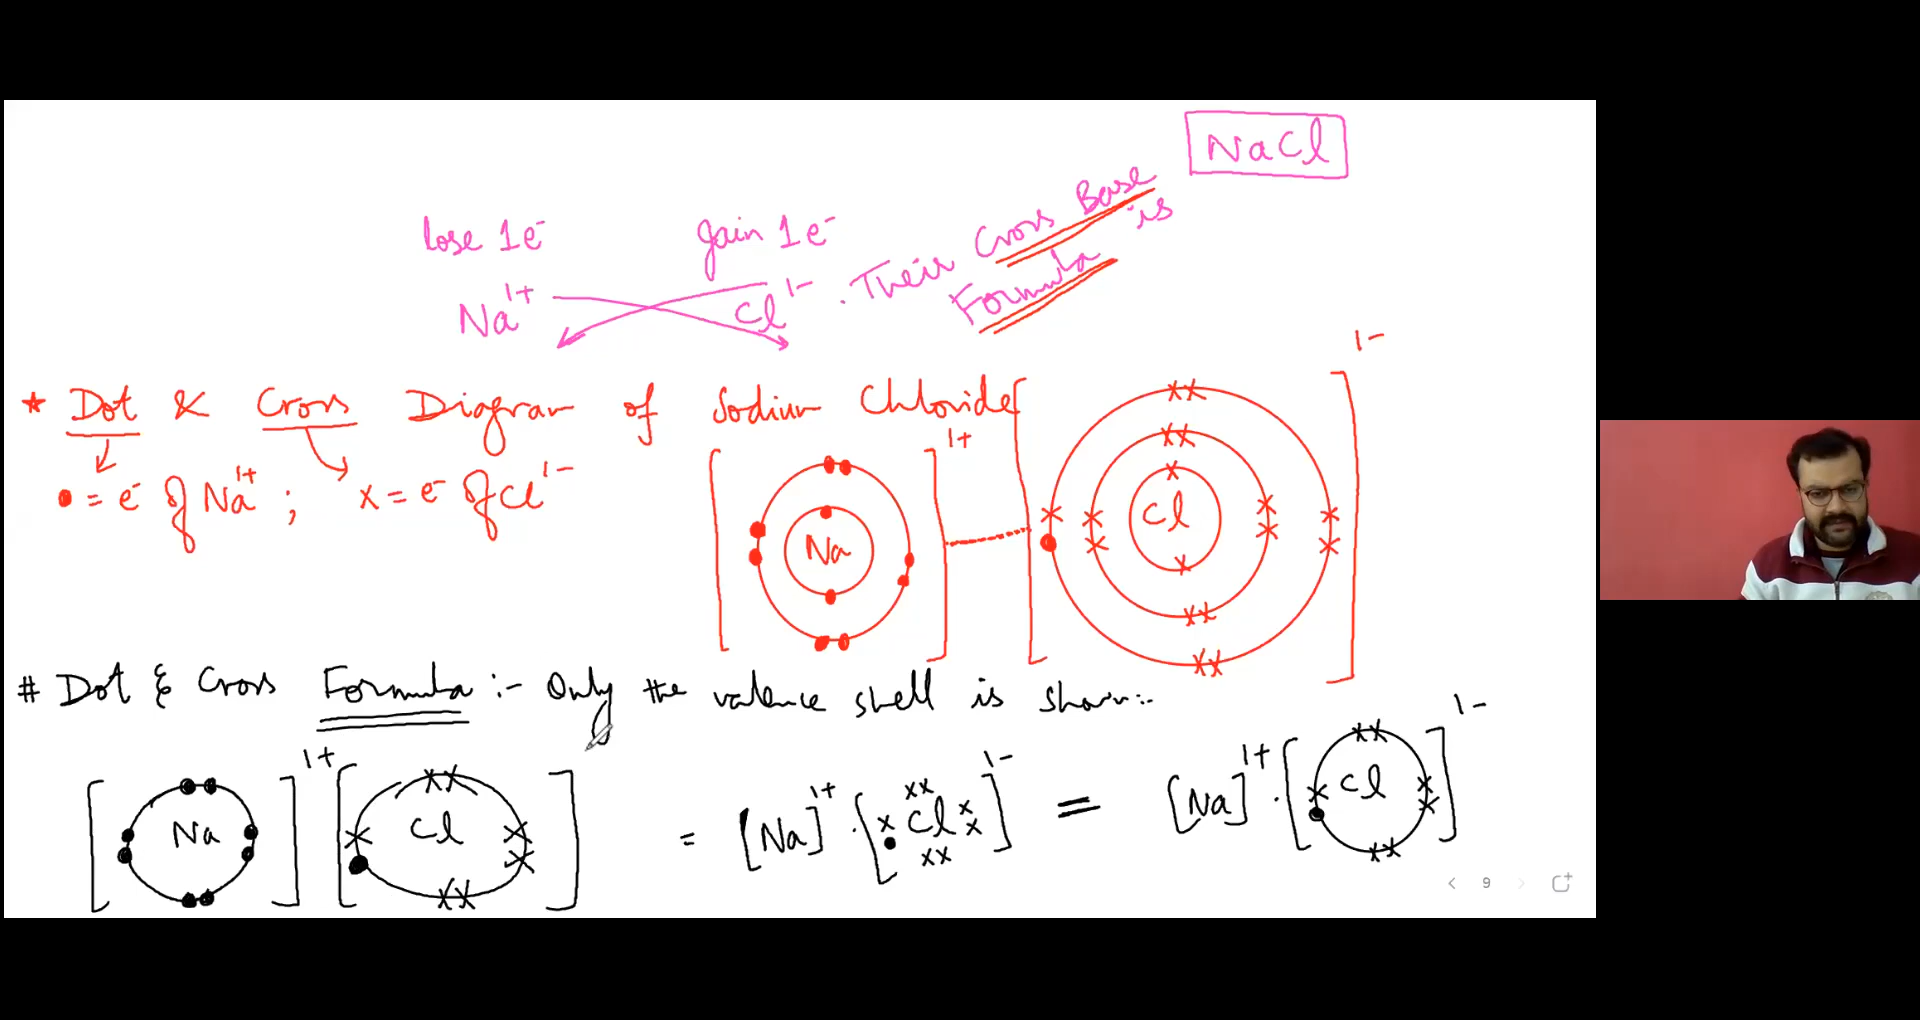 NaCl
lose 1e⁻ gain 1e⁻
Na¹⁺ Cl¹⁻ . Their Cross Base Formula is
★ Dot & Cross Diagram of Sodium Chloride
• = e⁻ of Na¹⁺ ; x = e⁻ of Cl¹⁻
[Na]¹⁺ [Cl]¹⁻
# Dot & Cross Formula :- Only the valence shell is shown:-
[Na]¹⁺ [Cl]¹⁻ = [Na]¹⁺ . [Cl]¹⁻ = [Na]¹⁺ . [Cl]¹⁻
9